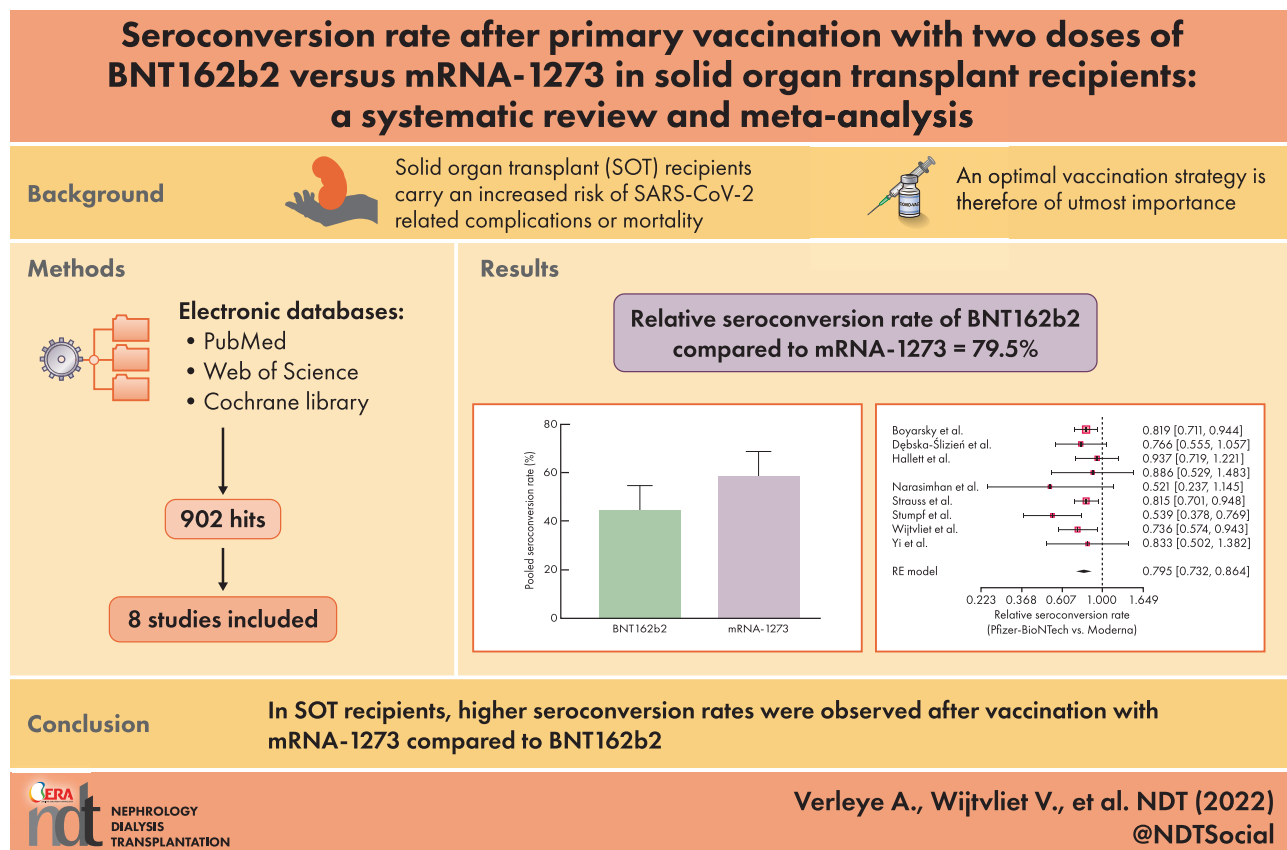 Seroconversion rate after primary vaccination with two doses of
BNT162b2 versus mRNA-1273 in solid organ transplant recipients:
a systematic review and meta-analysis
Background
Solid organ transplant (SOT) recipients
carry an increased risk of SARS-CoV-2
related complications or mortality
An optimal vaccination strategy is
therefore of utmost importance
Methods
Electronic databases:
• PubMed
• Web of Science
• Cochrane library
902 hits
8 studies included
Results
Relative seroconversion rate of BNT162b2
compared to mRNA-1273 = 79.5%
Pooled seroconversion rate (%)
80
60
40
20
0
BNT162b2 mRNA-1273
Boyarsky et al. 0.819 [0.711, 0.944]
Dębska-Ślizień et al. 0.766 [0.555, 1.057]
Hallett et al. 0.937 [0.719, 1.221]
0.886 [0.529, 1.483]
Narasimhan et al. 0.521 [0.237, 1.145]
Strauss et al. 0.815 [0.701, 0.948]
Stumpf et al. 0.539 [0.378, 0.769]
Wijtvliet et al. 0.736 [0.574, 0.943]
Yi et al. 0.833 [0.502, 1.382]
RE model 0.795 [0.732, 0.864]
0.223 0.368 0.607 1.000 1.649
Relative seroconversion rate
(Pfizer-BioNTech vs. Moderna)
Conclusion
In SOT recipients, higher seroconversion rates were observed after vaccination with
mRNA-1273 compared to BNT162b2
ERA
ndt
NEPHROLOGY
DIALYSIS
TRANSPLANTATION
Verleye A., Wijtvliet V., et al. NDT (2022)
@NDTSocial